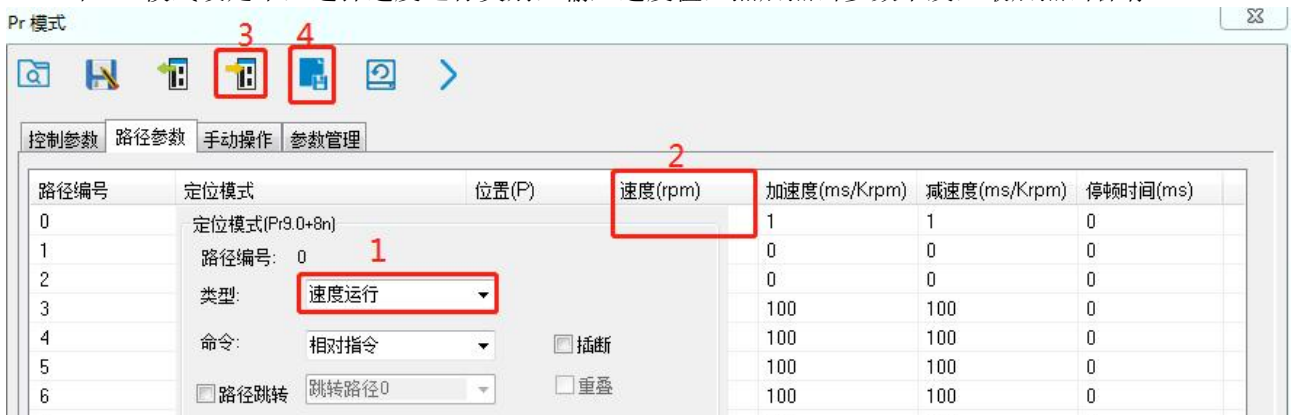 Pr 模式
3 4
控制参数 路径参数 手动操作 参数管理
2
路径编号 定位模式 位置(P) 速度(rpm) 加速度(ms/Krpm) 减速度(ms/Krpm) 停顿时间(ms)
0 定位模式(Pr9.0+8n) 1 1 0
1 路径编号: 0 1 0 0 0
2 类型: 速度运行 0 0 0
3 100 100 0
4 命令: 相对指令 插断 100 100 0
5 100 100 0
6 路径跳转 跳转路径0 重叠 100 100 0